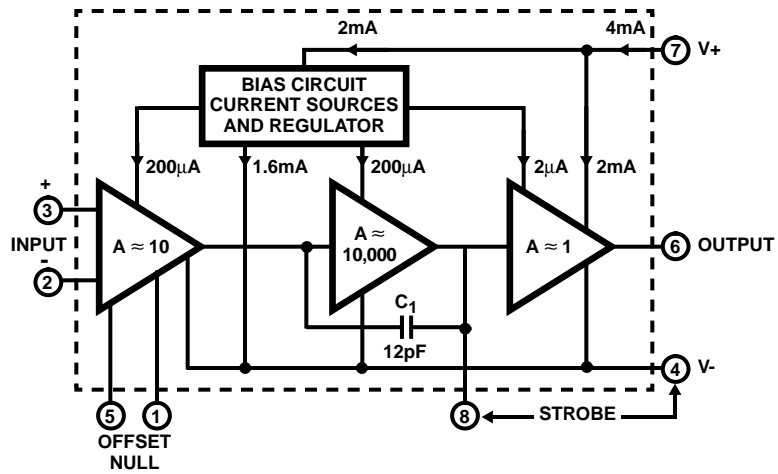 2mA
4mA
7 V+
BIAS CIRCUIT
CURRENT SOURCES
AND REGULATOR
200μA
1.6mA
200μA
2μA
2mA
+
3
INPUT
-
2
A ≈ 10
A ≈
10,000
A ≈ 1
6 OUTPUT
C1
12pF
4 V-
5
1
8
STROBE
OFFSET
NULL